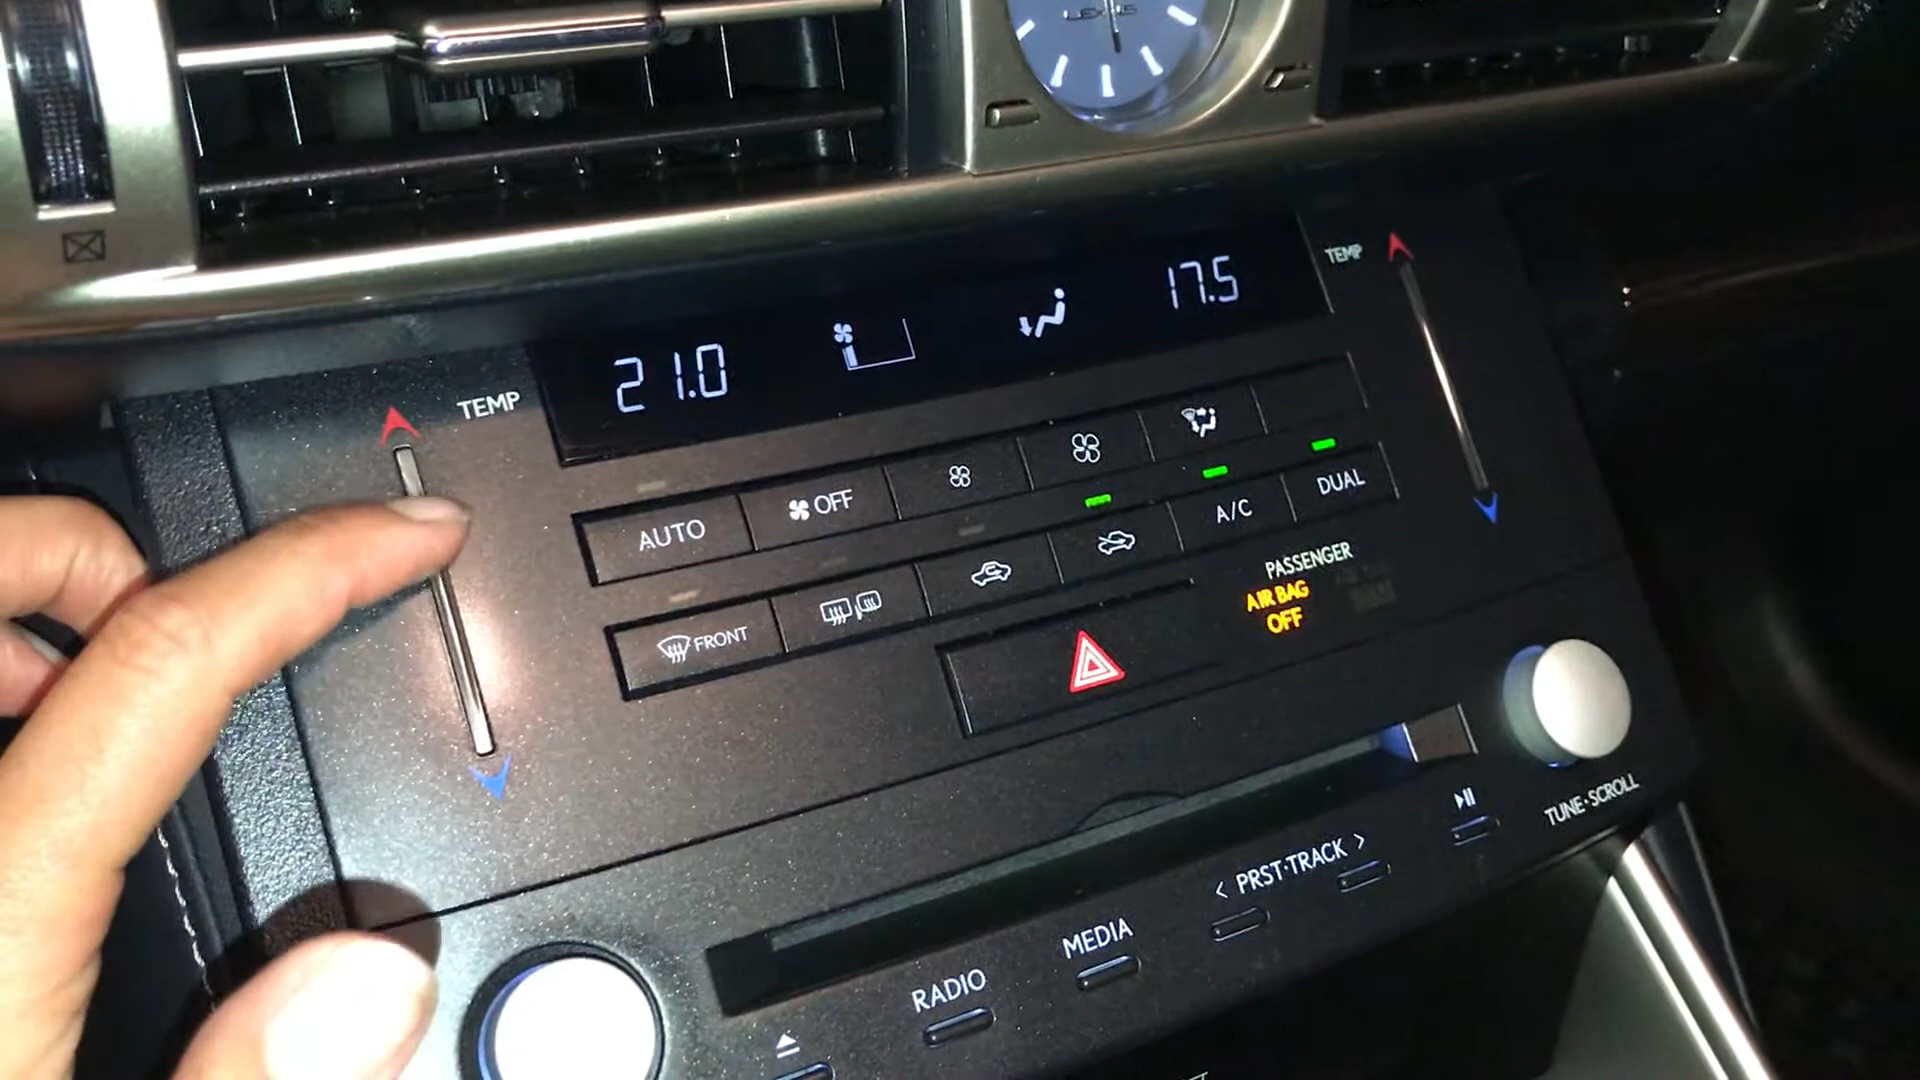 LEXUS
TEMP
21.0
17.5
TEMP
AUTO
OFF
A/C
DUAL
FRONT
PASSENGER
AIR BAG
OFF
RADIO
MEDIA
< PRST·TRACK >
TUNE·SCROLL